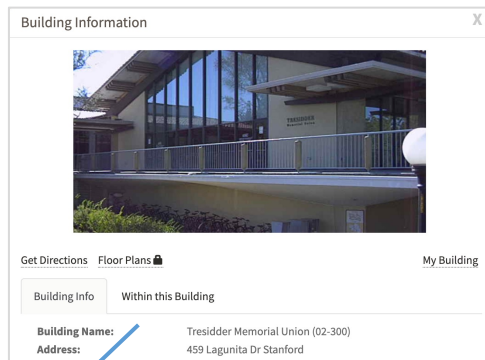 Building Information
X
TRESIDDER
Memorial Union
Get Directions Floor Plans My Building
Building Info Within this Building
Building Name: Tresidder Memorial Union (02-300)
Address: 459 Lagunita Dr Stanford